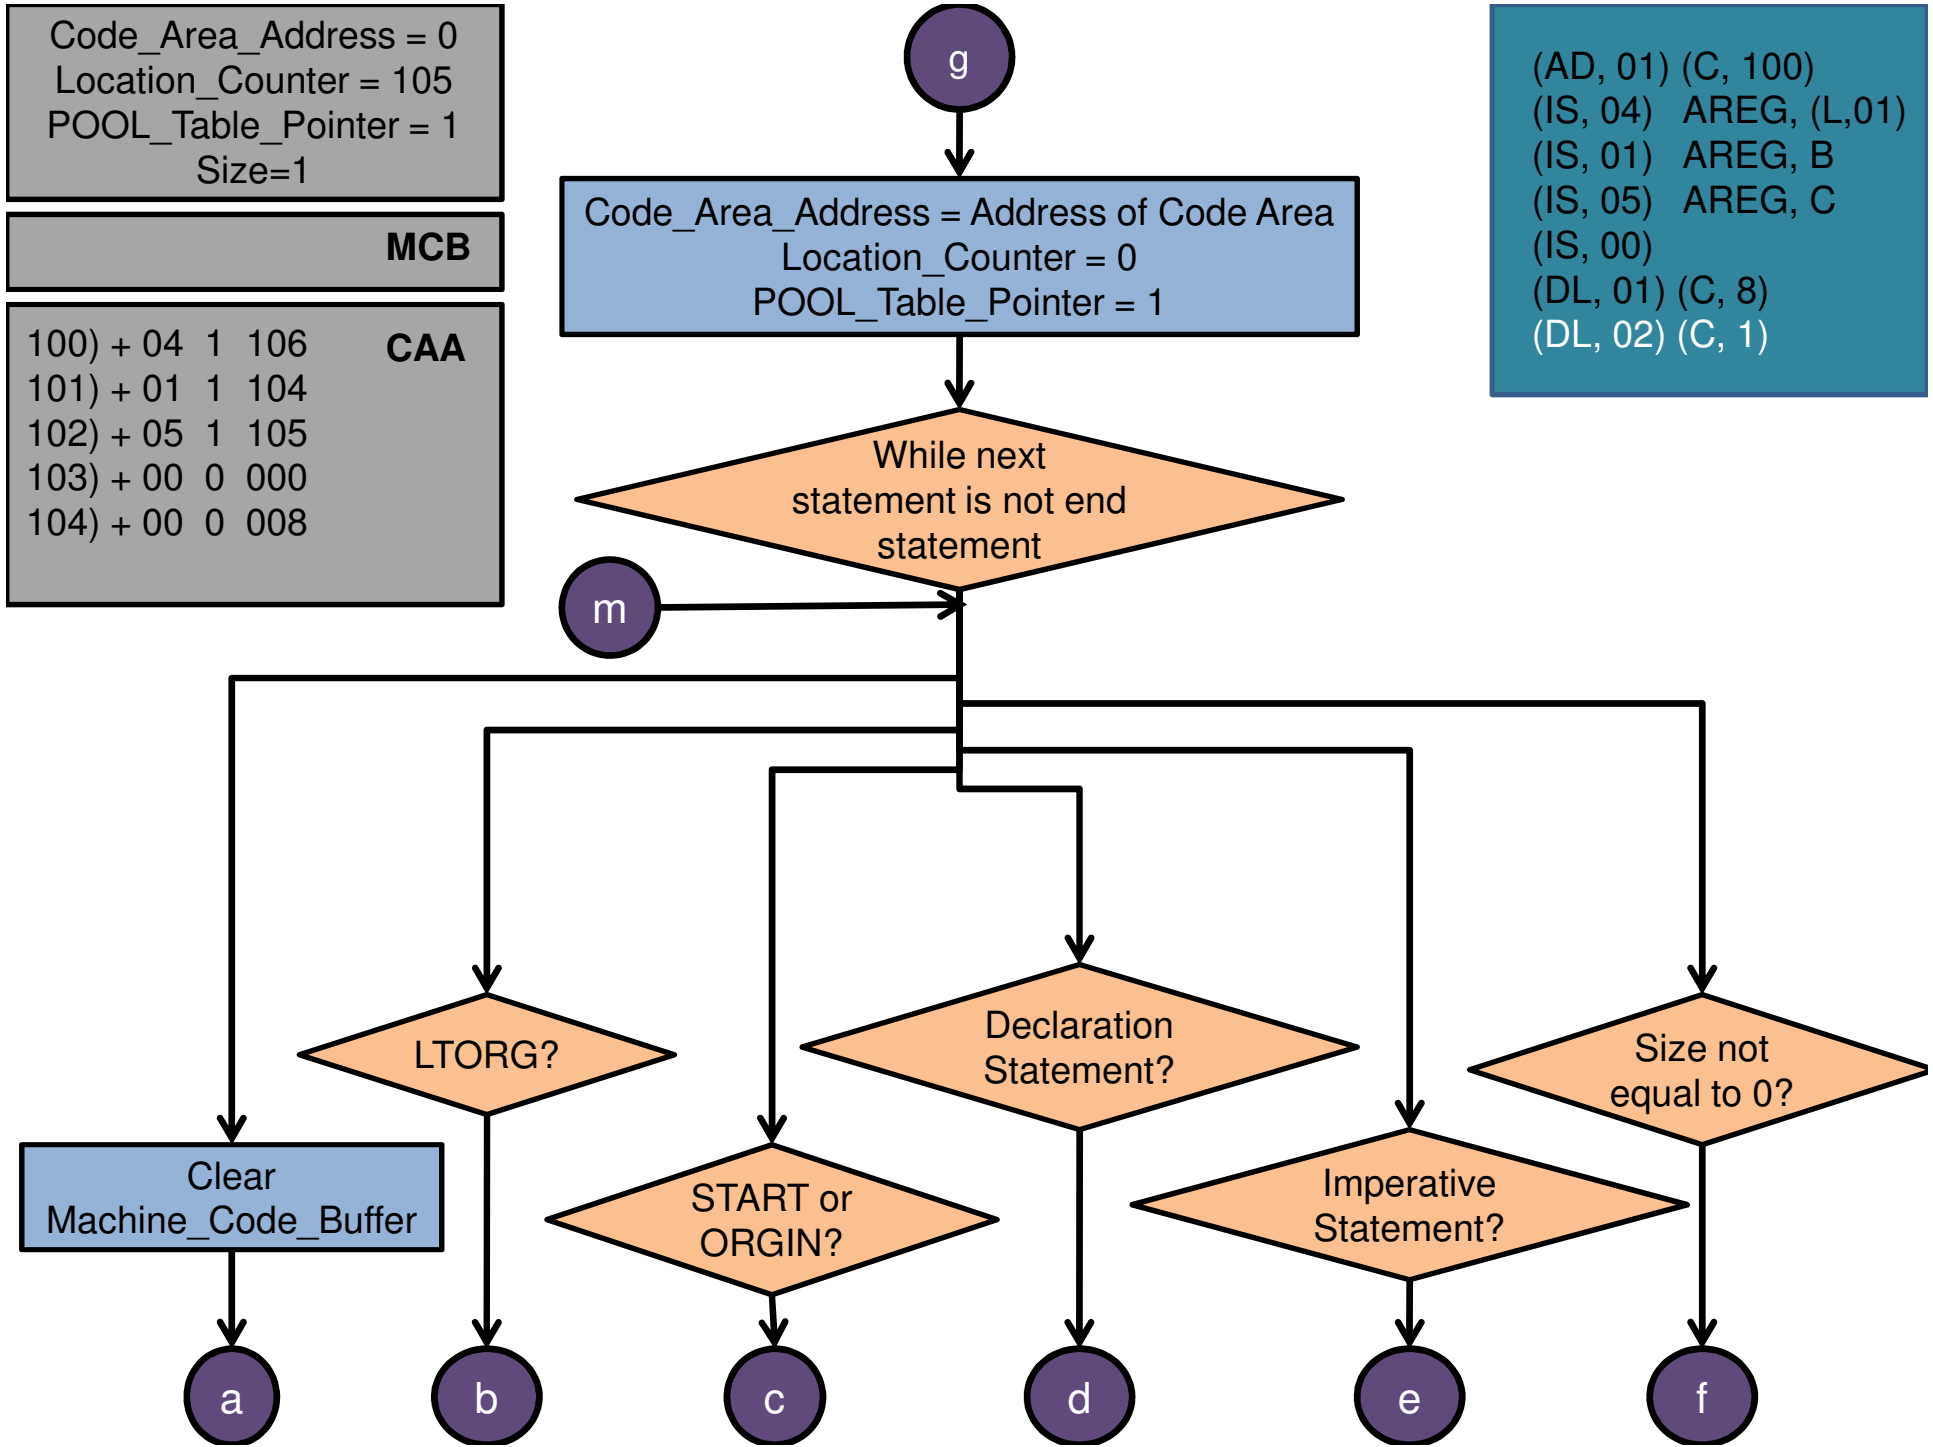 Code_Area_Address = 0
Location_Counter = 105
POOL_Table_Pointer = 1
Size=1
MCB
100) + 04 1 106
CAA
101) + 01 1 104
102) + 05 1 105
103) + 00 0 000
104) + 00 0 008
g
Code_Area_Address = Address of Code Area
Location_Counter = 0
POOL_Table_Pointer = 1
(AD, 01) (C, 100)
(IS, 04) AREG, (L,01)
(IS, 01) AREG, B
(IS, 05) AREG, C
(IS, 00)
(DL, 01) (C, 8)
(DL, 02) (C, 1)
While next
statement is not end
statement
m
Clear
Machine_Code_Buffer
LTORG?
START or
ORGIN?
Declaration
Statement?
Imperative
Statement?
Size not
equal to 0?
a
b
c
d
e
f